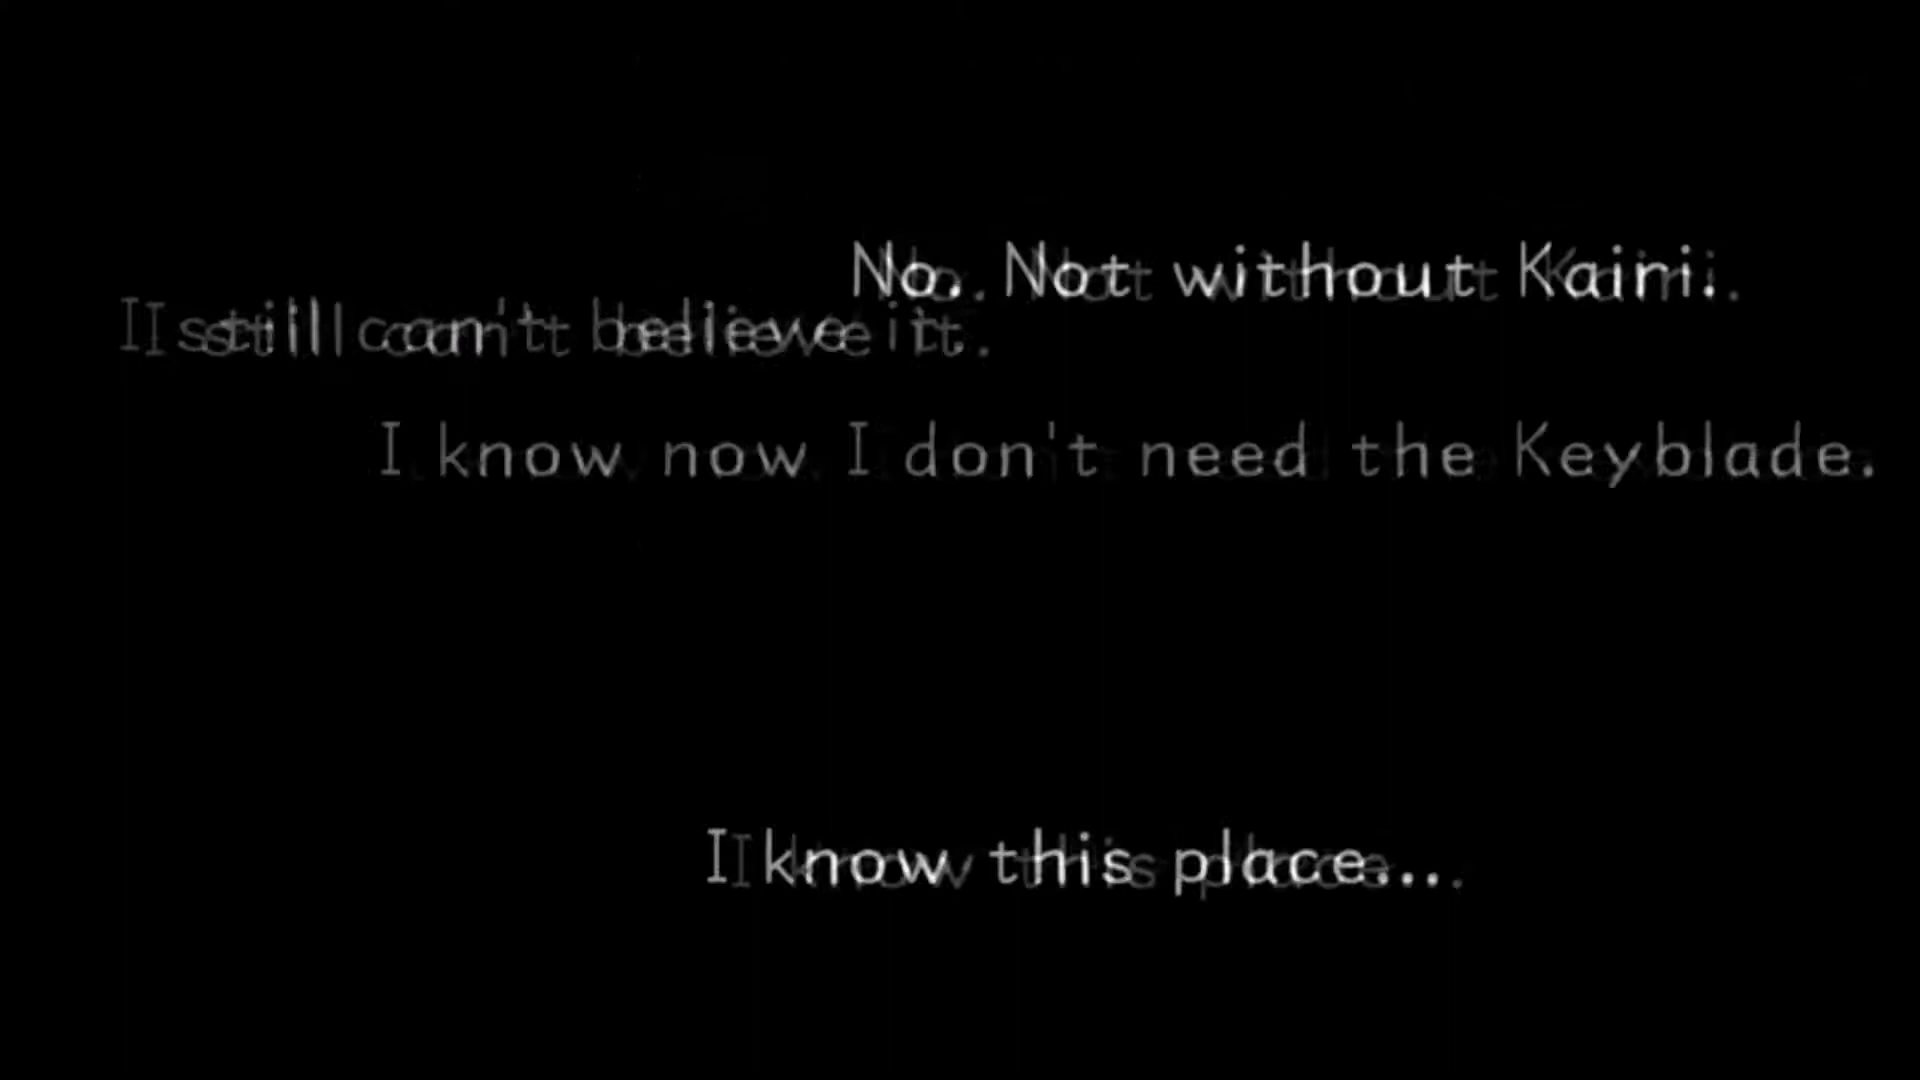 No. Not without Kairi.
I still can't believe it.
I know now I don't need the Keyblade.
I know this place...